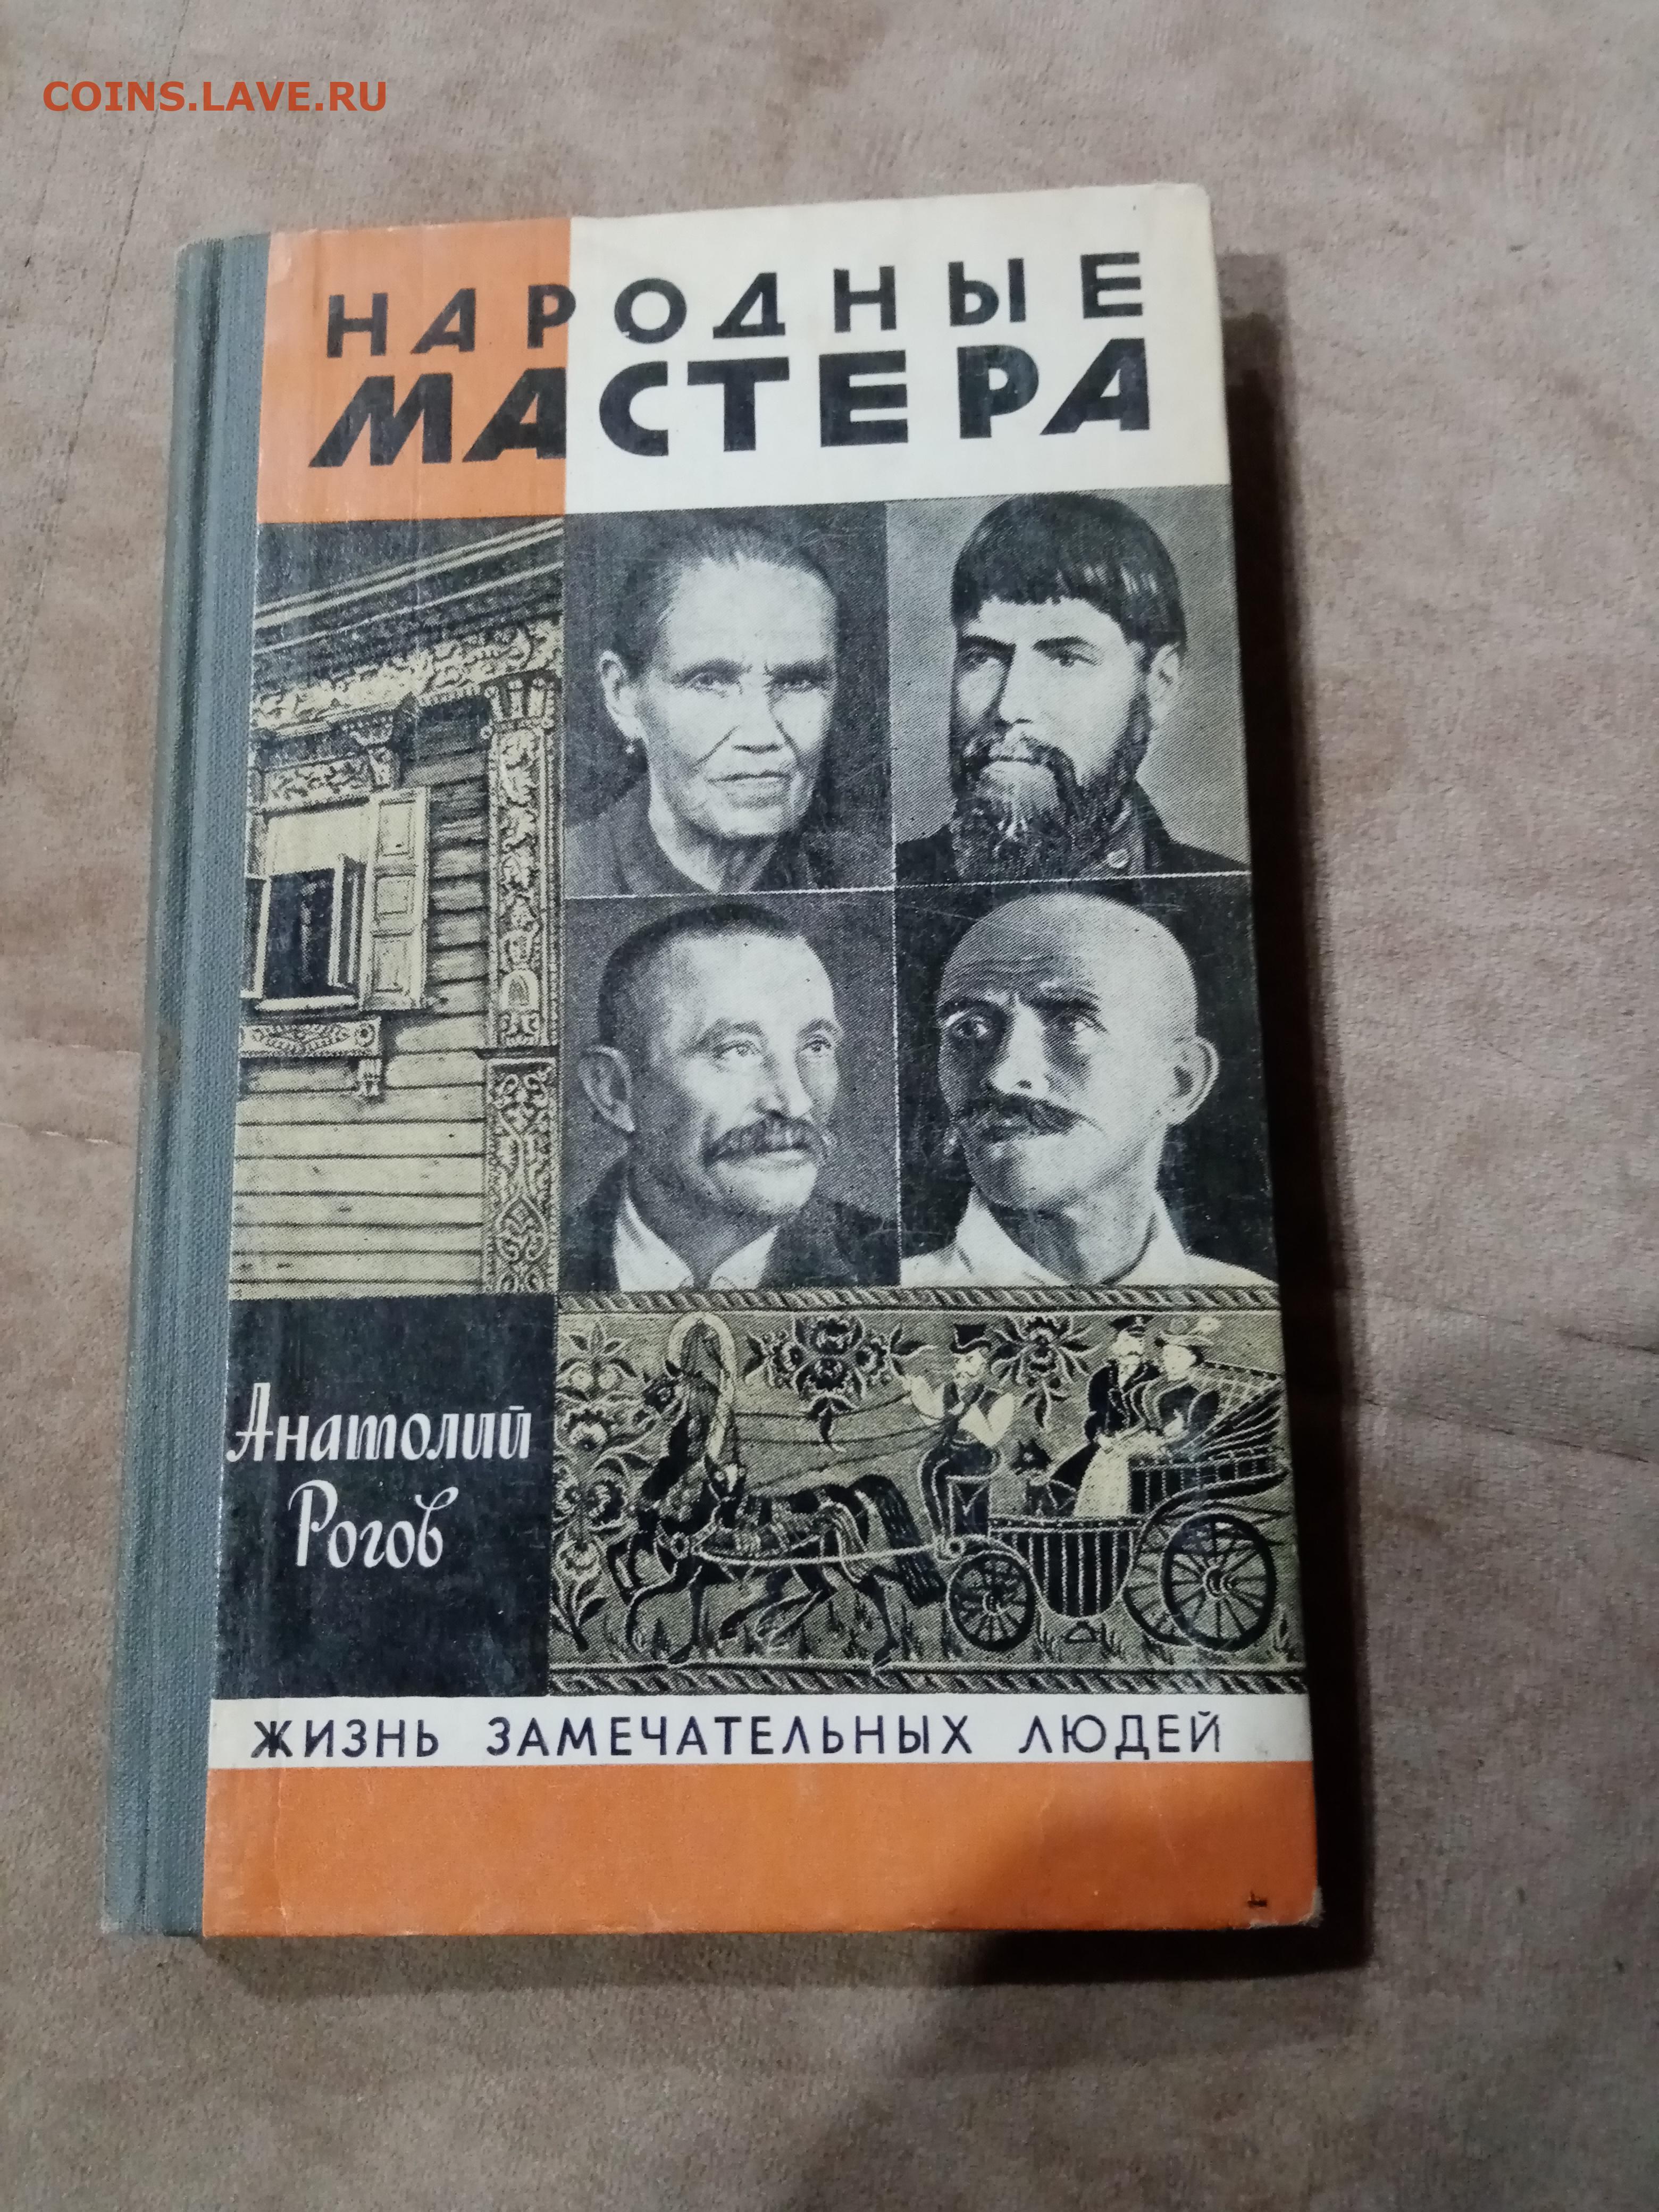 COINS.LAVE.RU
НАРОДНЫЕ
МАСТЕРА
Анатолий
Рогов
ЖИЗНЬ ЗАМЕЧАТЕЛЬНЫХ ЛЮДЕЙ